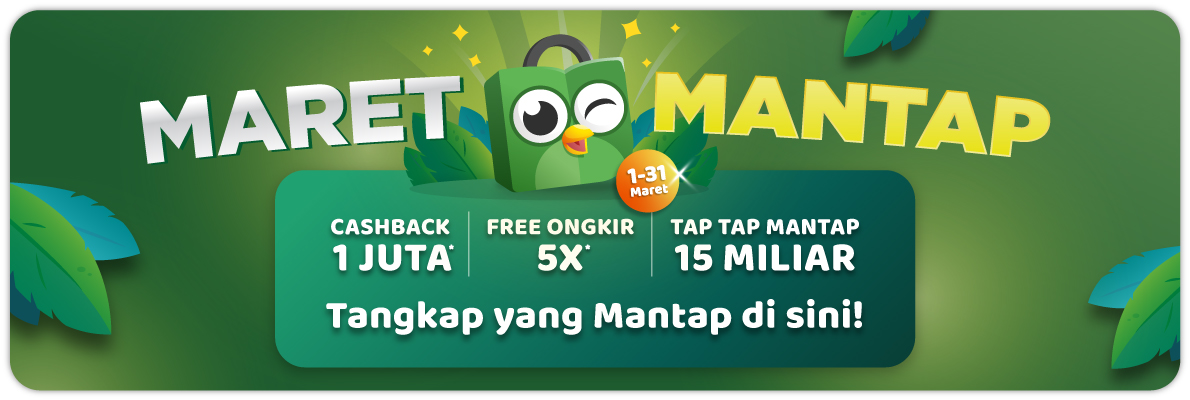 MARET MANTAP
1-31
Maret
CASHBACK
1 JUTA*
FREE ONGKIR
5X*
TAP TAP MANTAP
15 MILIAR
Tangkap yang Mantap di sini!